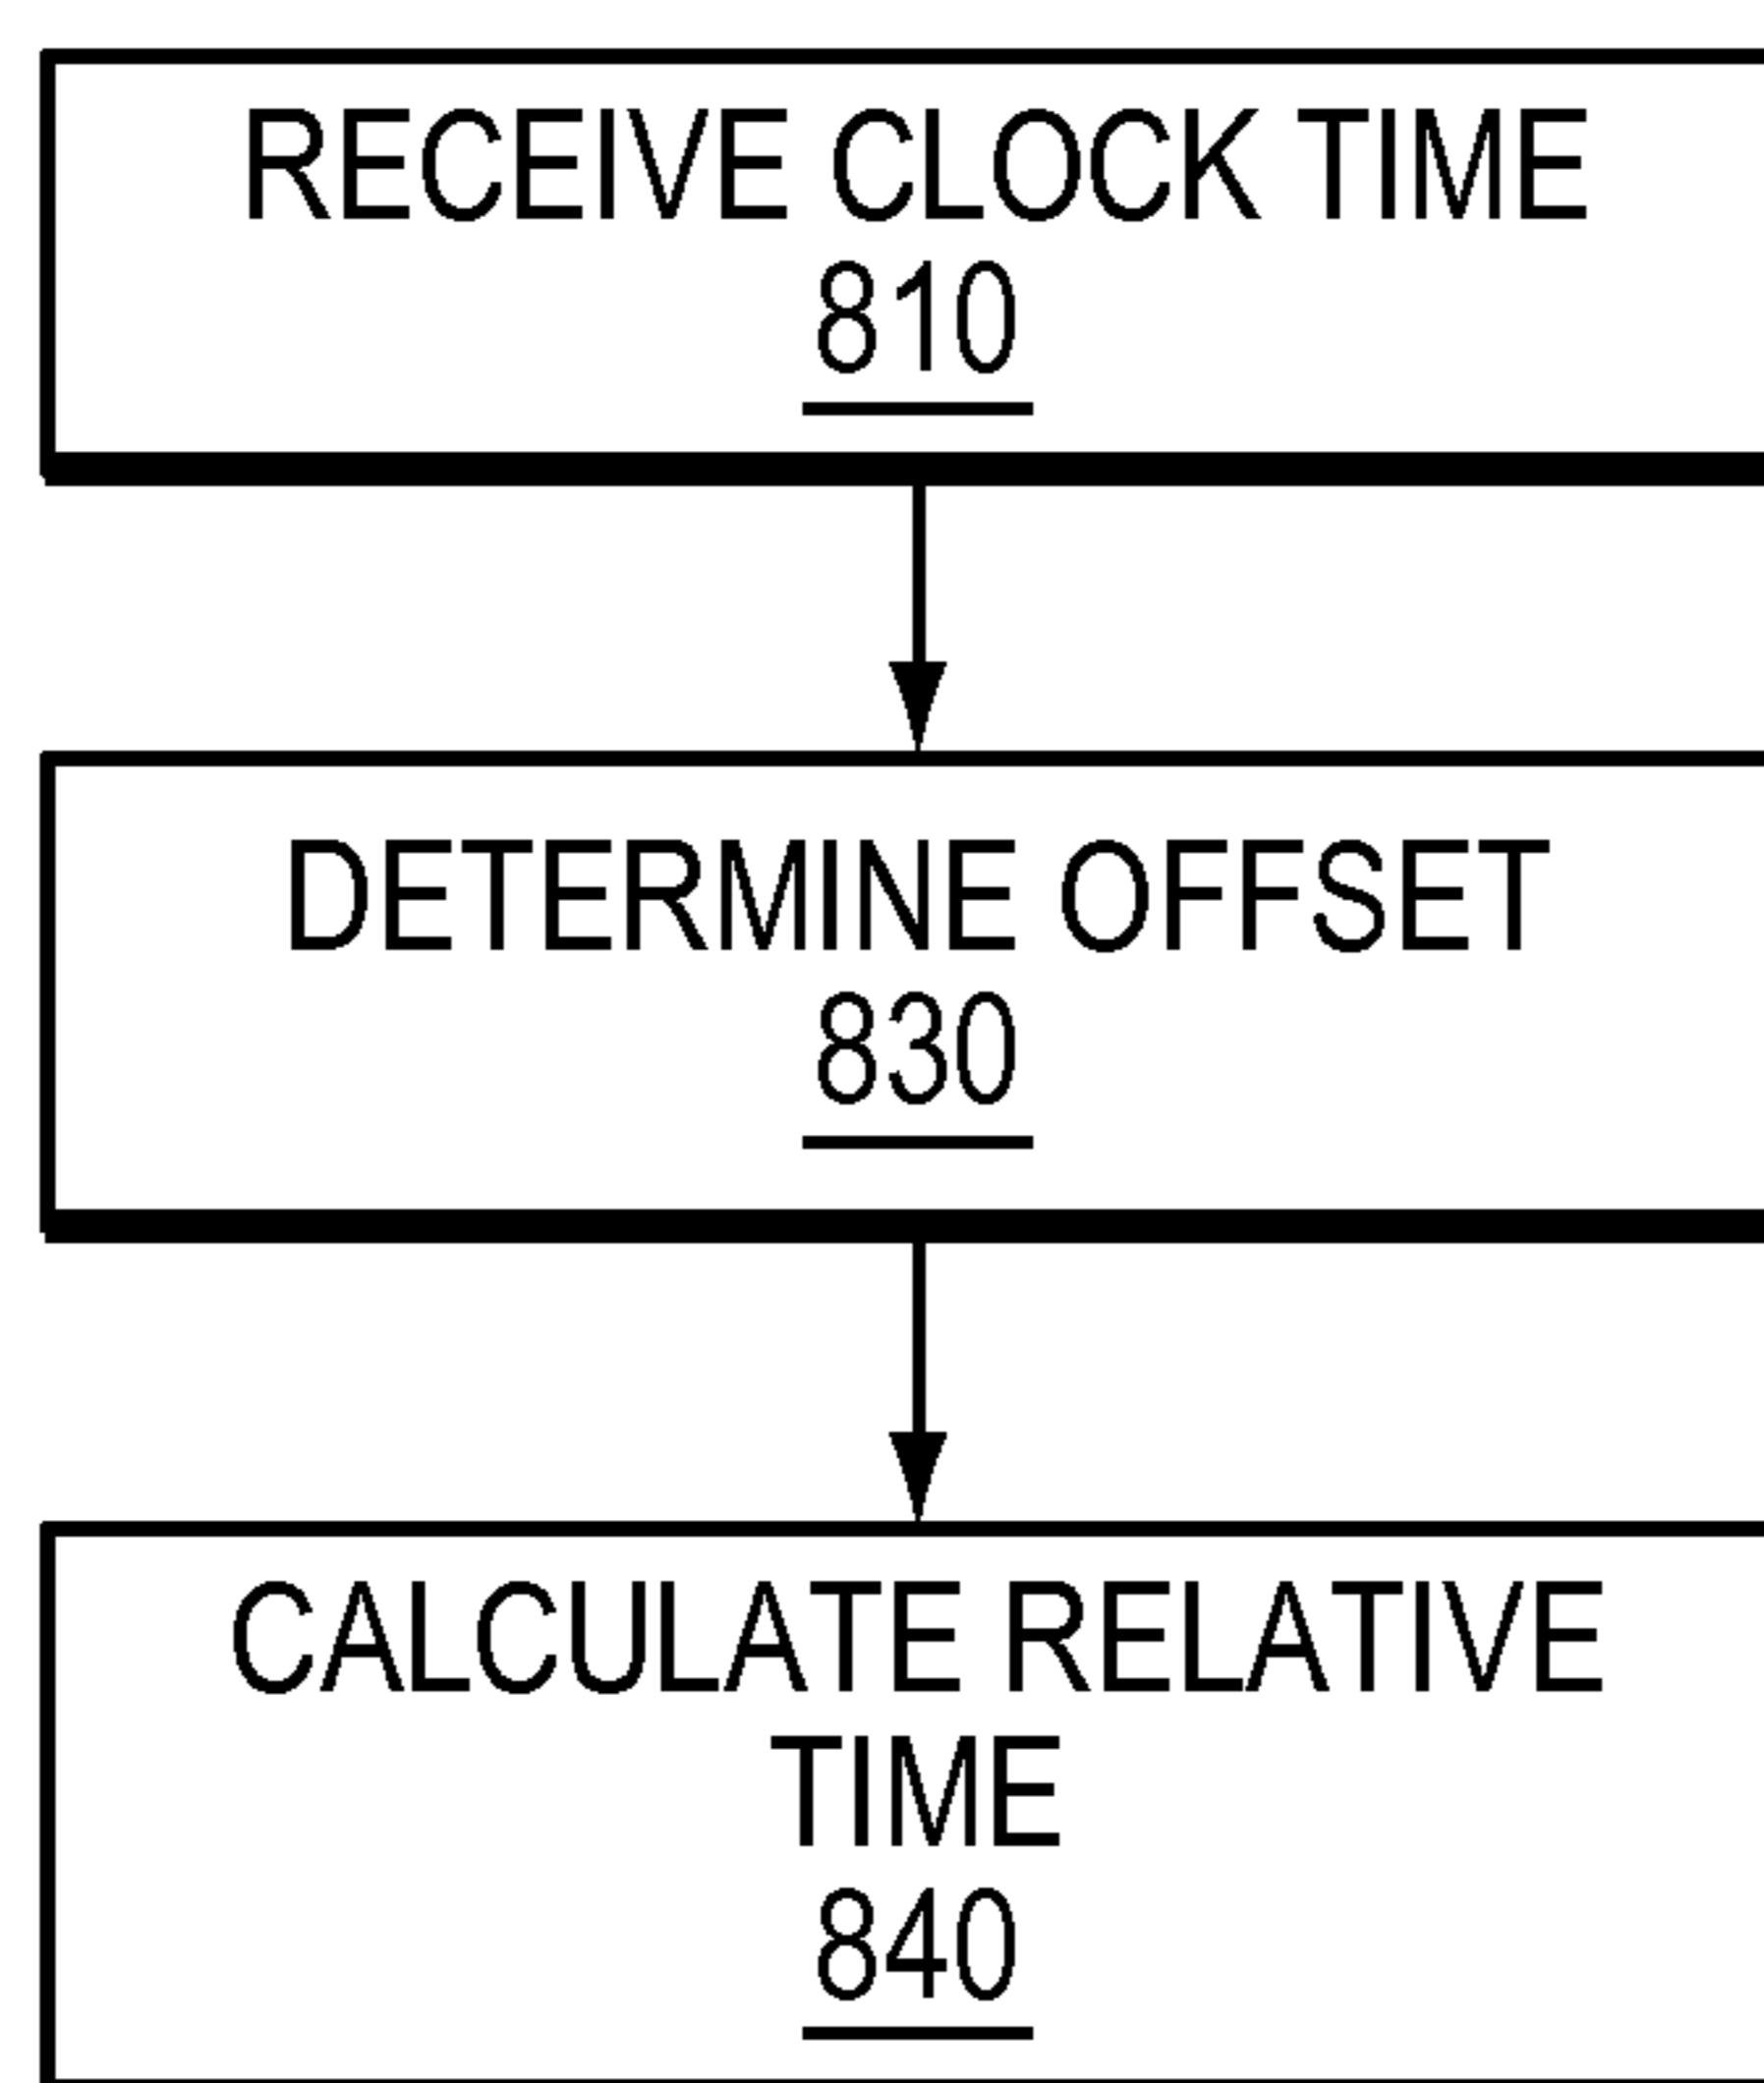 RECEIVE CLOCK TIME
810
DETERMINE OFFSET
830
CALCULATE RELATIVE
TIME
840